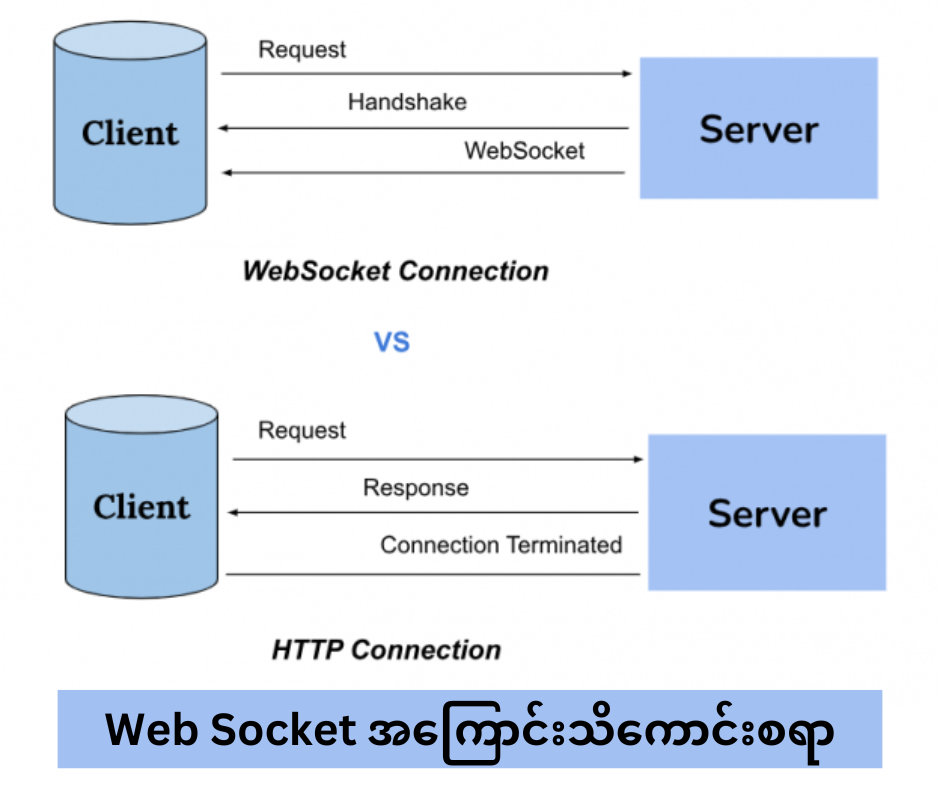 Request
Handshake
Client
Server
WebSocket
WebSocket Connection
VS
Request
Response
Client
Server
Connection Terminated
HTTP Connection
Web Socket အကြောင်းသိကောင်းစရာ